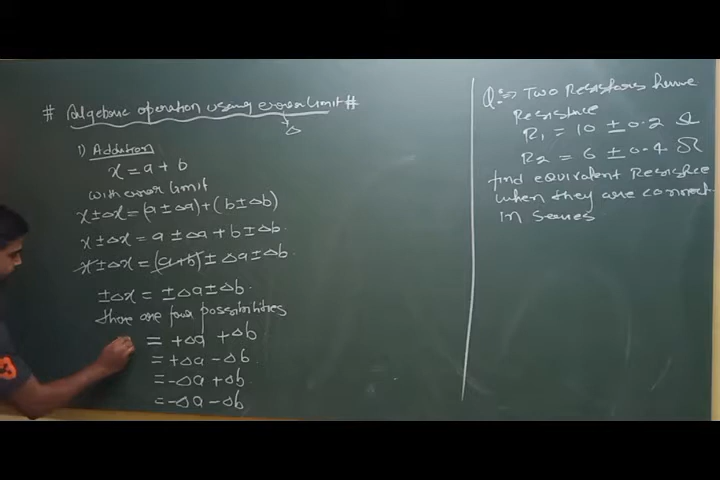 # Algebraic operation using error limit #
Δ
1) Addition
x = a + b
with error limit
x ± Δx = (a ± Δa) + (b ± Δb)
x ± Δx = a ± Δa + b ± Δb.
x ± Δx = (a+b) ± Δa ± Δb.
± Δx = ± Δa ± Δb.
there are four possibilities
= +Δa + Δb
= +Δa - Δb.
= -Δa + Δb.
= -Δa - Δb
Q:⇒ Two Resistors have
Resistance
R1 = 10 ± 0.2 Ω
R2 = 6 ± 0.4 Ω
find equivalent Resistance
when they are connect
in series.